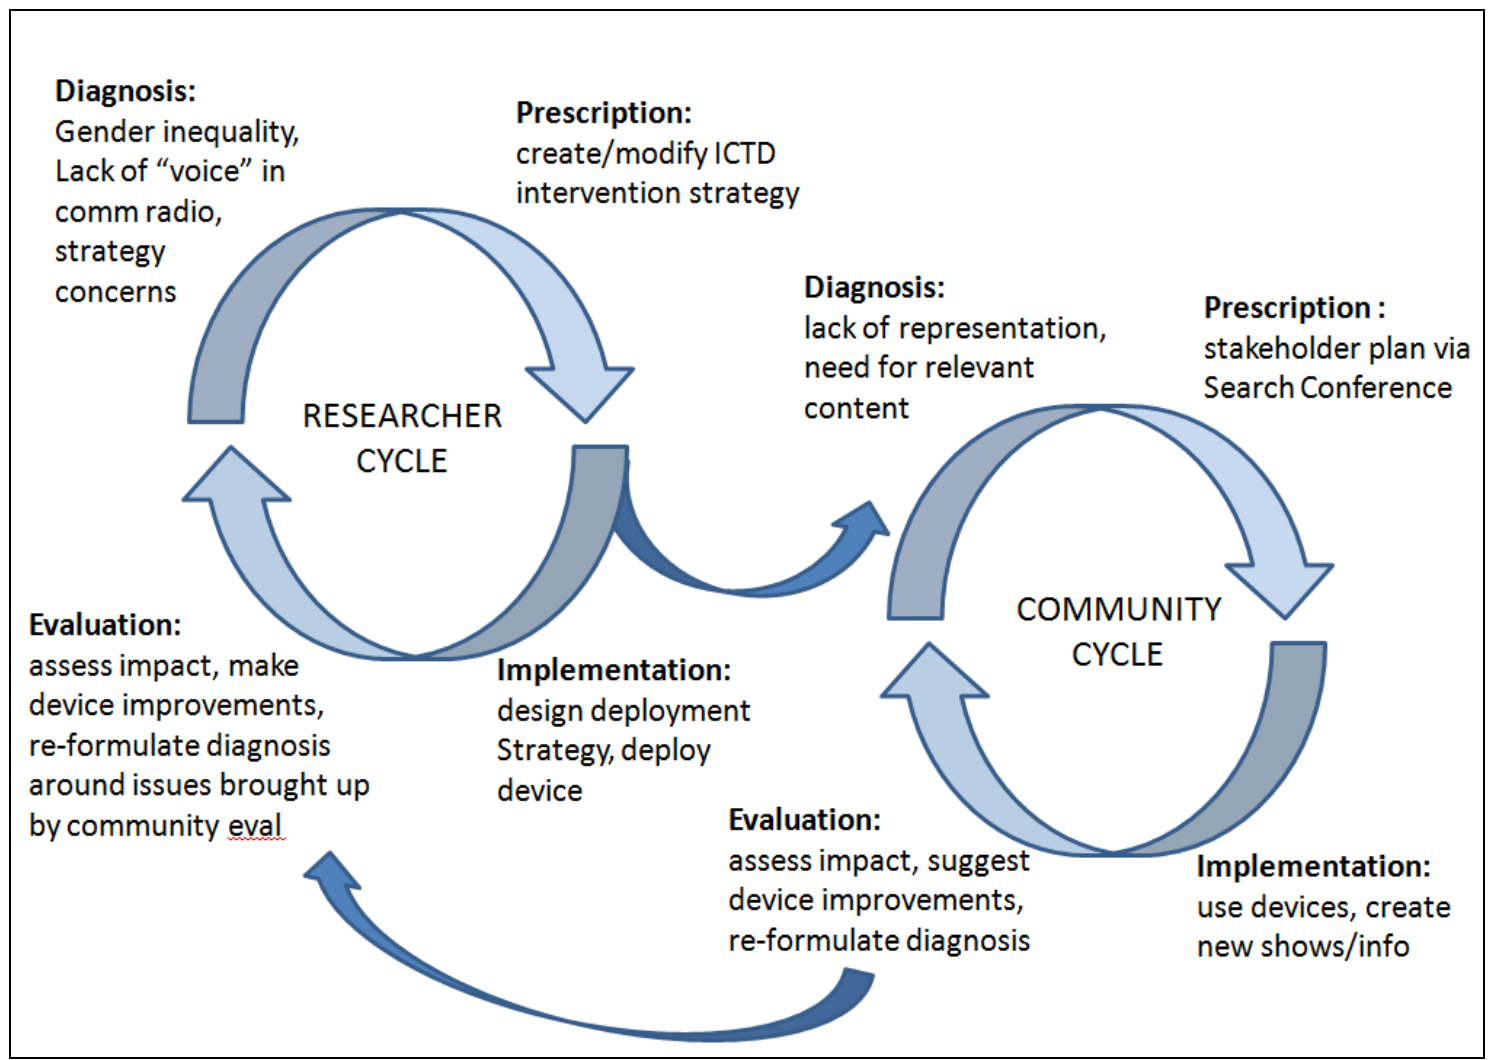 Diagnosis:
Gender inequality,
Lack of “voice” in
comm radio,
strategy
concerns
Prescription:
create/modify ICTD
intervention strategy
RESEARCHER
CYCLE
Evaluation:
assess impact, make
device improvements,
re-formulate diagnosis
around issues brought up
by community eval
Implementation:
design deployment
Strategy, deploy
device
Diagnosis:
lack of representation,
need for relevant
content
Prescription :
stakeholder plan via
Search Conference
COMMUNITY
CYCLE
Evaluation:
assess impact, suggest
device improvements,
re-formulate diagnosis
Implementation:
use devices, create
new shows/info